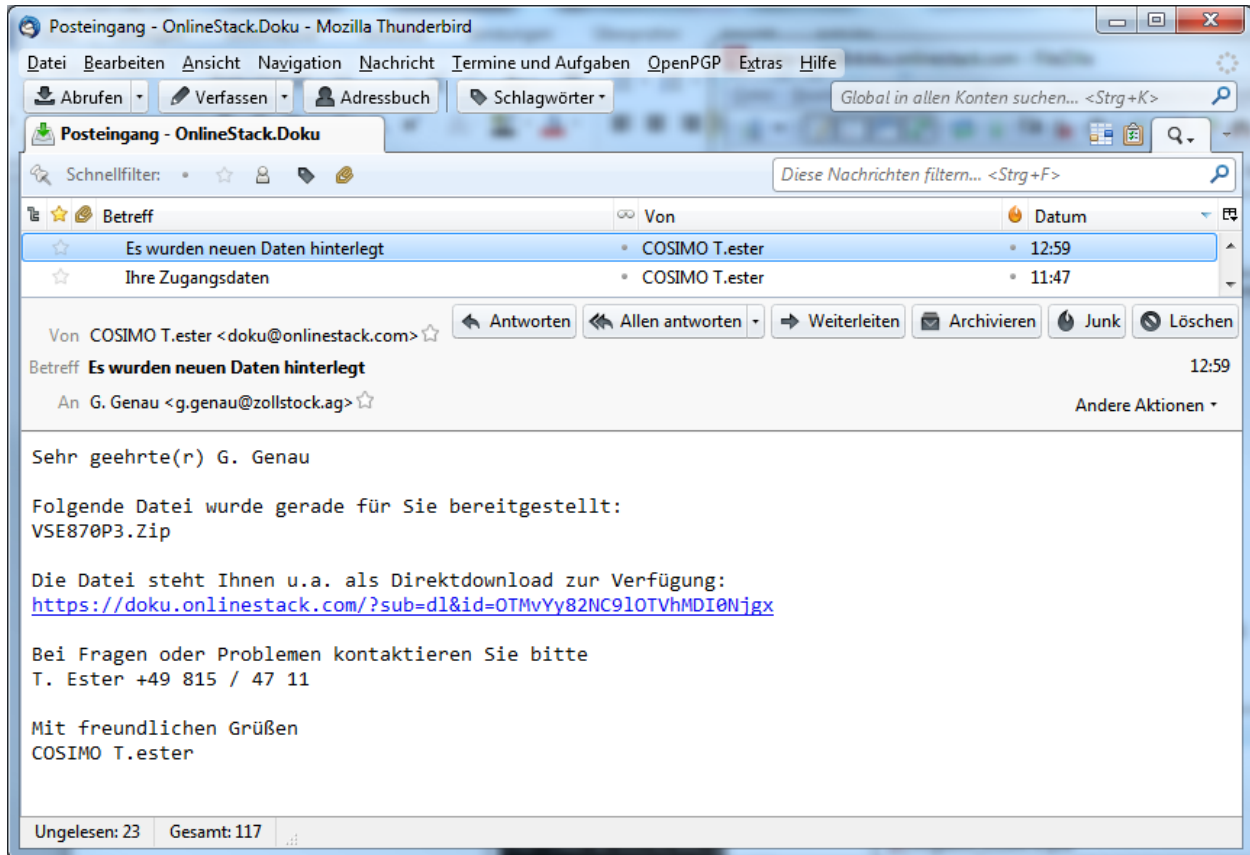 Posteingang - OnlineStack.Doku - Mozilla Thunderbird
Datei Bearbeiten Ansicht Navigation Nachricht Termine und Aufgaben OpenPGP Extras Hilfe
Abrufen Verfassen Adressbuch Schlagwörter Global in allen Konten suchen... <Strg+K>
Posteingang - OnlineStack.Doku
Schnellfilter: Diese Nachrichten filtern... <Strg+F>
Betreff Von Datum
Es wurden neuen Daten hinterlegt COSIMO T.ester 12:59
Ihre Zugangsdaten COSIMO T.ester 11:47
Von COSIMO T.ester <doku@onlinestack.com> Antworten Allen antworten Weiterleiten Archivieren Junk Löschen
Betreff Es wurden neuen Daten hinterlegt 12:59
An G. Genau <g.genau@zollstock.ag> Andere Aktionen
Sehr geehrte(r) G. Genau
Folgende Datei wurde gerade für Sie bereitgestellt:
VSE870P3.Zip
Die Datei steht Ihnen u.a. als Direktdownload zur Verfügung:
https://doku.onlinestack.com/?sub=dl&id=OTMvYy82NC9lOTVhMDI0Njgx
Bei Fragen oder Problemen kontaktieren Sie bitte
T. Ester +49 815 / 47 11
Mit freundlichen Grüßen
COSIMO T.ester
Ungelesen: 23 Gesamt: 117